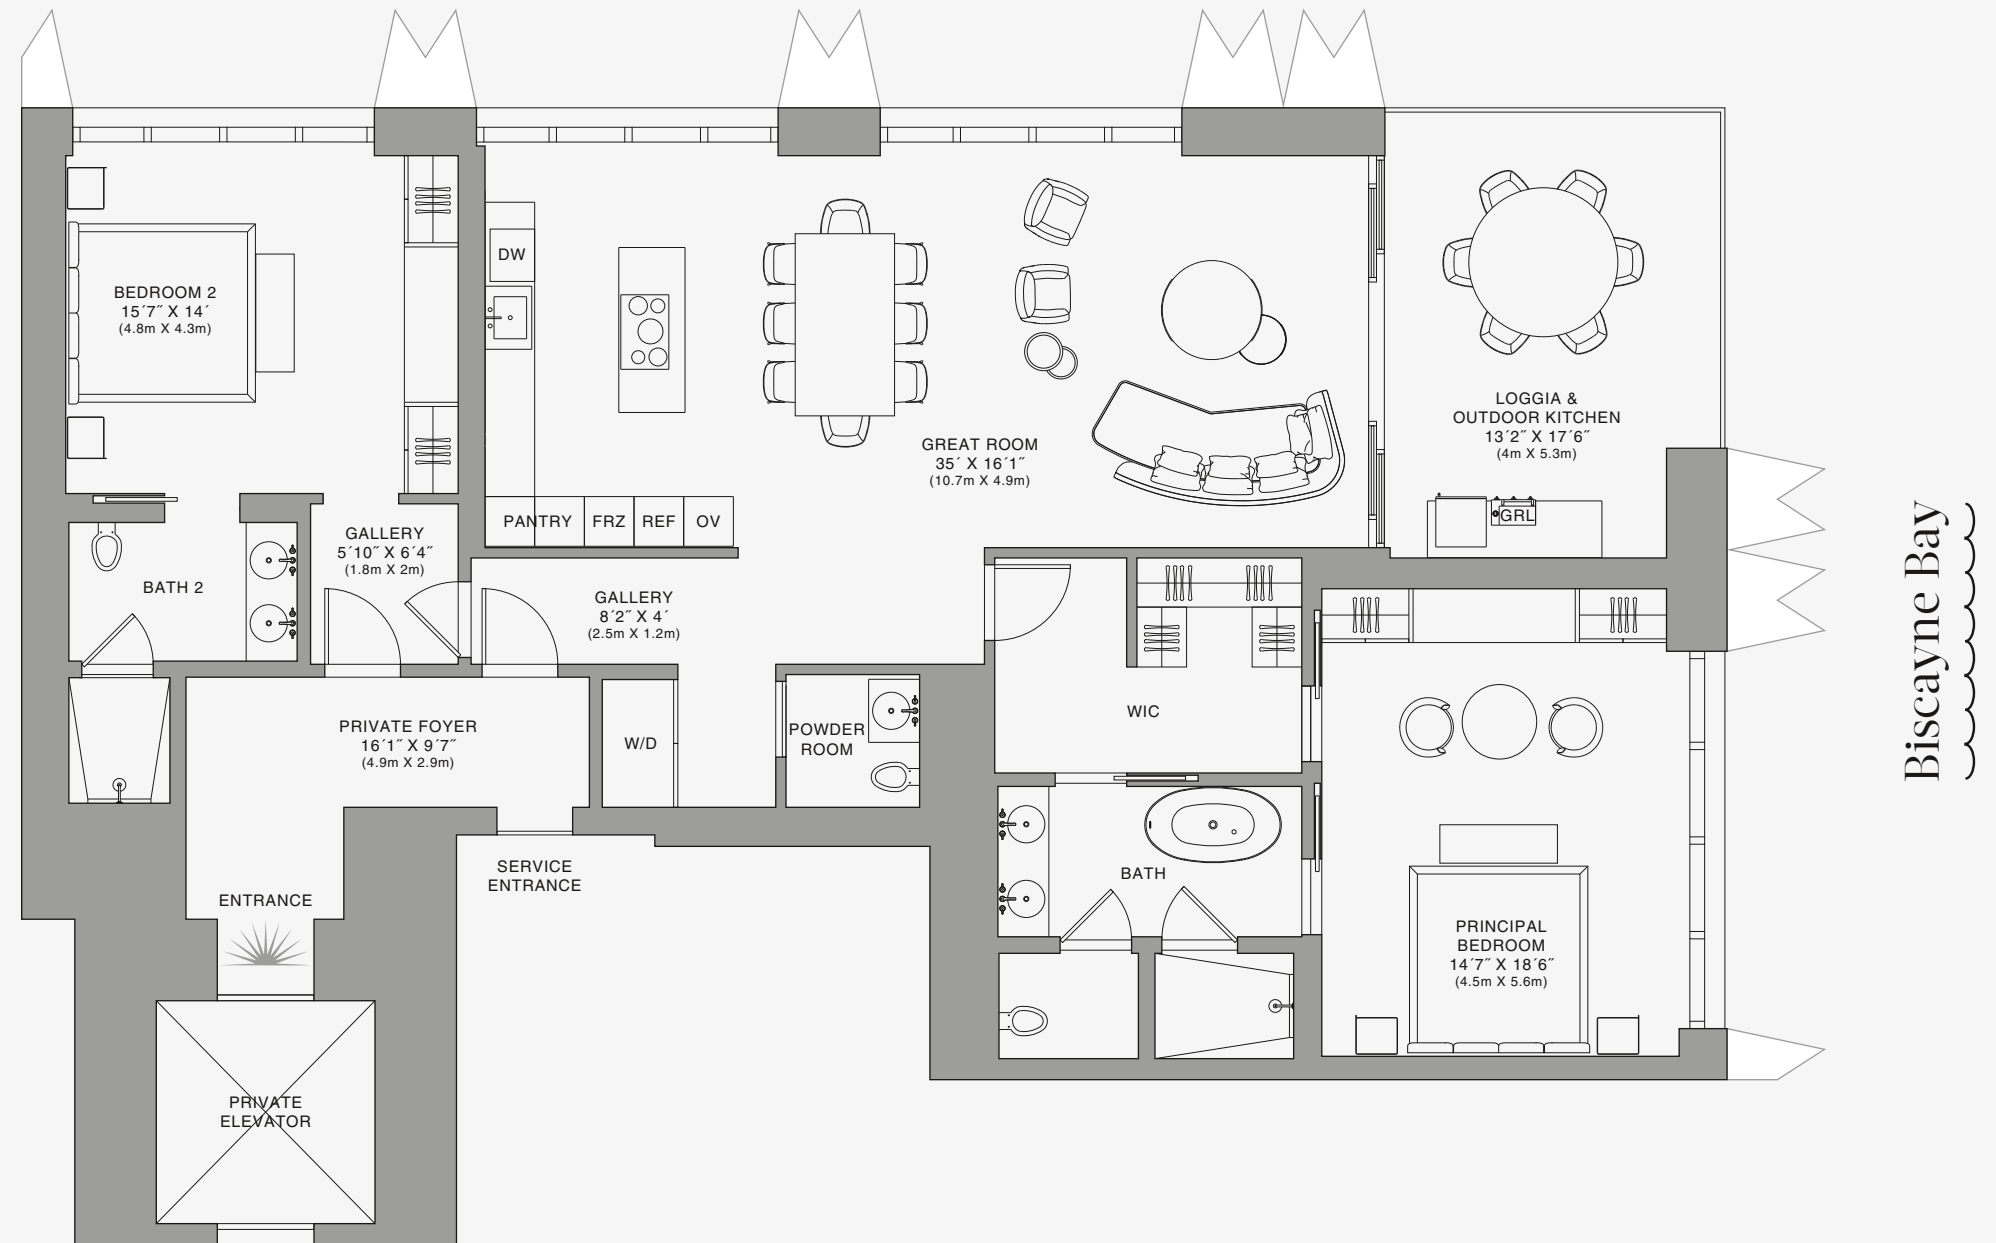 BEDROOM 2
15´7˝ X 14´
(4.8m X 4.3m)
DW
GREAT ROOM
35´ X 16´1˝
(10.7m X 4.9m)
LOGGIA &
OUTDOOR KITCHEN
13´2˝ X 17´6˝
(4m X 5.3m)
GRL
PANTRY
FRZ
REF
OV
GALLERY
5´10˝ X 6´4˝
(1.8m X 2m)
BATH 2
GALLERY
8´2˝ X 4´
(2.5m X 1.2m)
PRIVATE FOYER
16´1˝ X 9´7˝
(4.9m X 2.9m)
W/D
POWDER
ROOM
WIC
Biscayne Bay
SERVICE
ENTRANCE
ENTRANCE
BATH
PRINCIPAL
BEDROOM
14´7˝ X 18´6˝
(4.5m X 5.6m)
PRIVATE
ELEVATOR